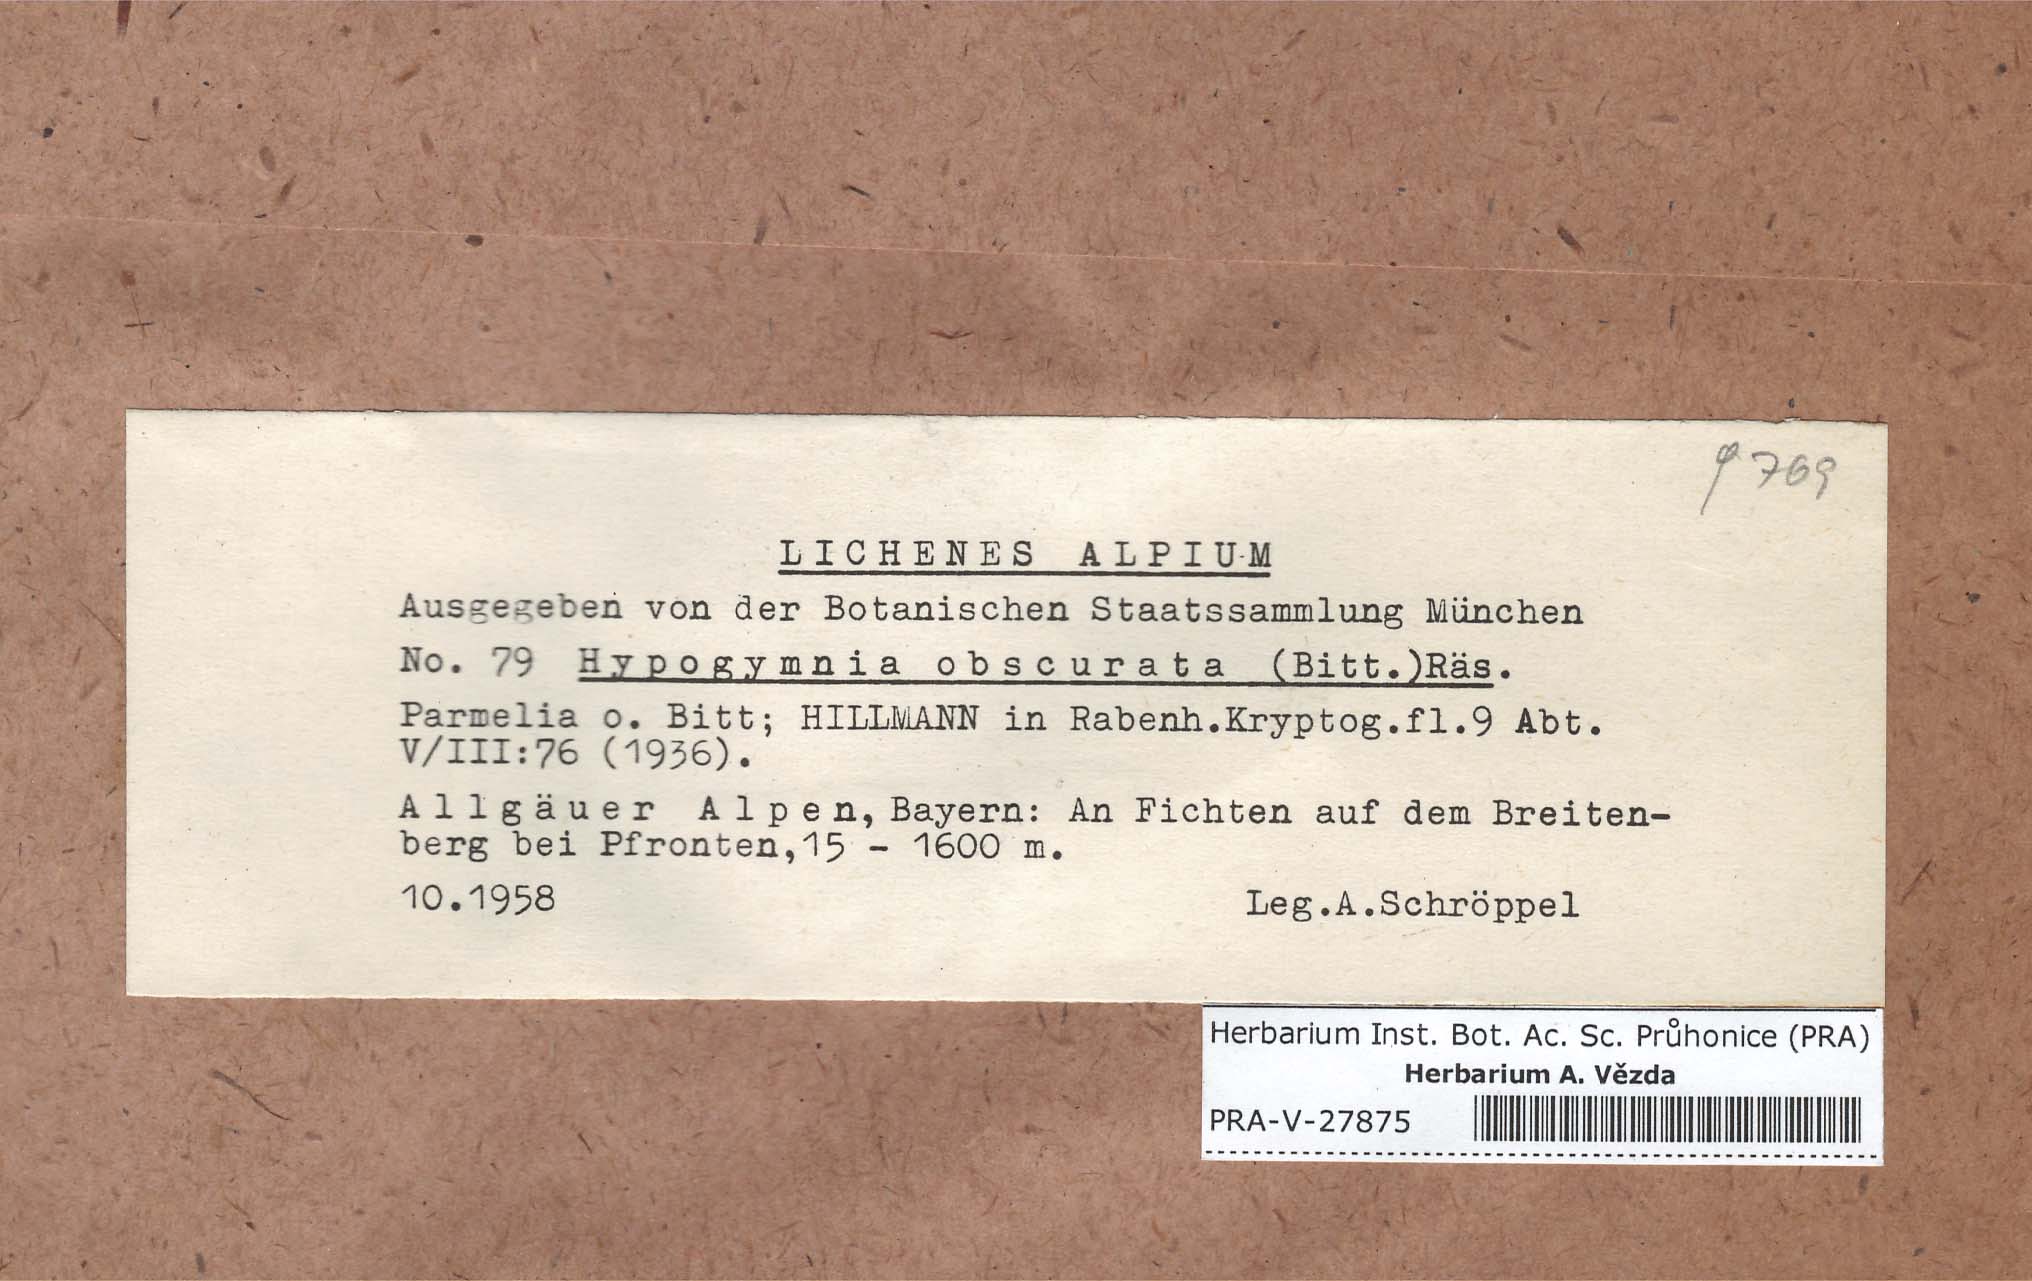 769
LICHENES ALPIUM
Ausgegeben von der Botanischen Staatssammlung München
No. 79 Hypogymnia obscurata (Bitt.)Räs.
Parmelia o. Bitt; HILLMANN in Rabenh.Kryptog.fl.9 Abt.
V/III:76 (1936).
Allgäuer Alpen, Bayern: An Fichten auf dem Breiten-
berg bei Pfronten,15 - 1600 m.
10.1958 Leg.A.Schröppel
Herbarium Inst. Bot. Ac. Sc. Průhonice (PRA)
Herbarium A. Vězda
PRA-V-27875